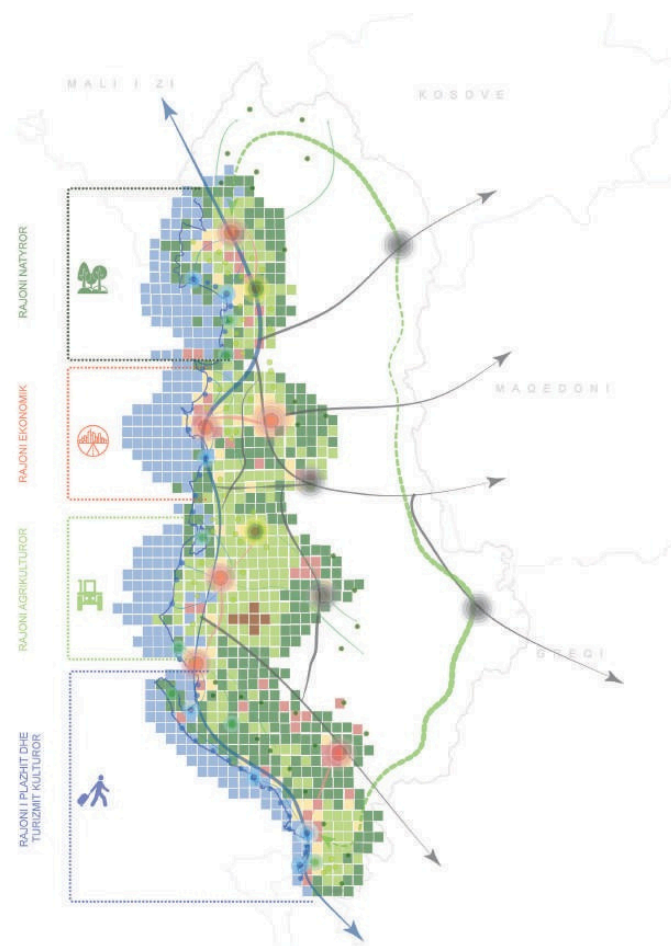 MALI I ZI
KOSOVE
MAQEDONI
GREQI
RAJONI NATYROR
RAJONI EKONOMIK
RAJONI AGRIKULTUROR
RAJONI I PLAZHIT DHE
TURIZMIT KULTUROR